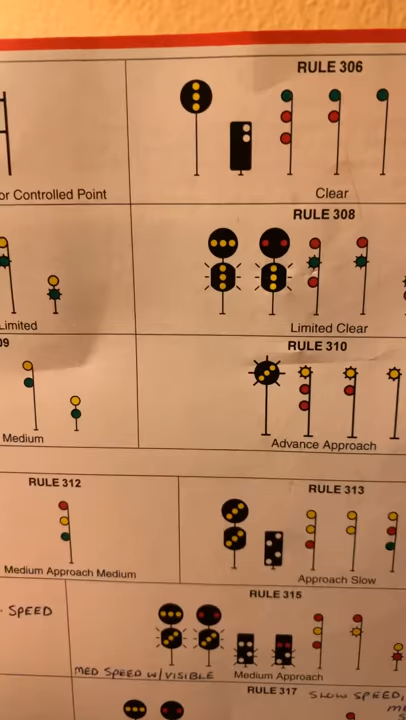 RULE 306
or Controlled Point
Clear
RULE 308
Limited
Limited Clear
09
RULE 310
Medium
Advance Approach
RULE 312
RULE 313
Medium Approach Medium
Approach Slow
SPEED
RULE 315
MED SPEED W/VISIBLE
Medium Approach
RULE 317
SLOW SPEED,